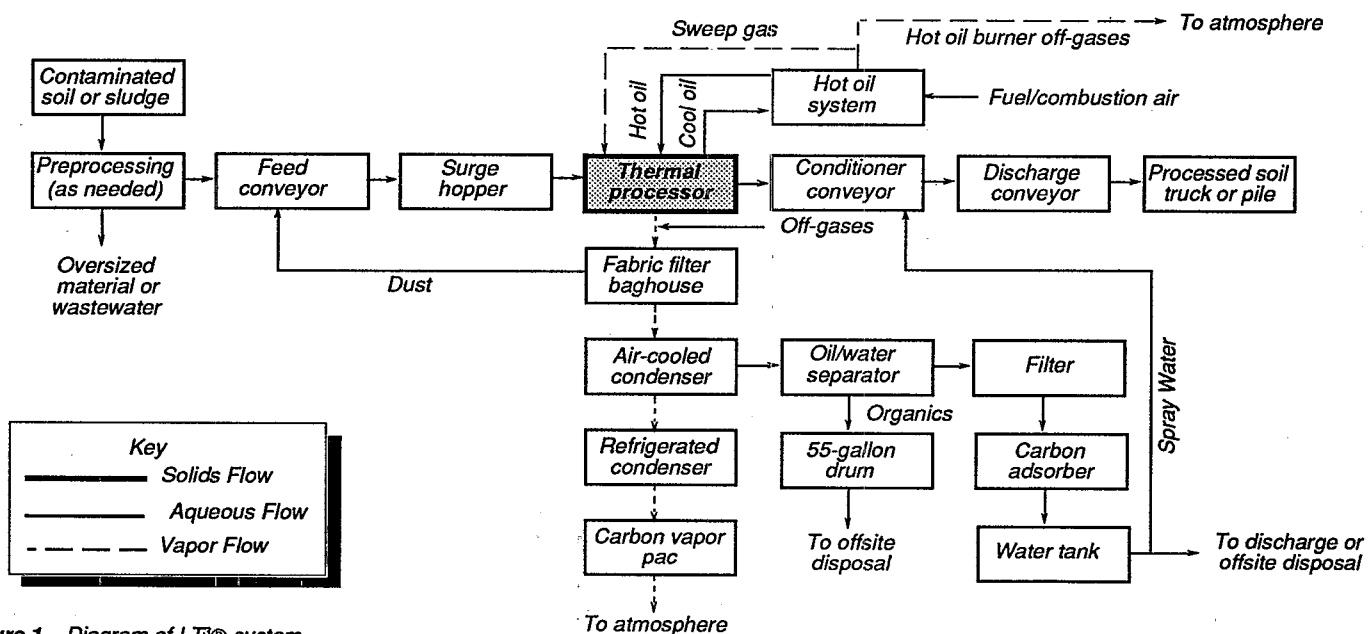 Sweep gas
Hot oil burner off-gases
To atmosphere
Contaminated
soil or sludge
Hot oil
Cool oil
Hot oil
system
Fuel/combustion air
Preprocessing
(as needed)
Feed
conveyor
Surge
hopper
Thermal
processor
Conditioner
conveyor
Discharge
conveyor
Processed soil
truck or pile
Off-gases
Oversized
material or
wastewater
Dust
Fabric filter
baghouse
Air-cooled
condenser
Oil/water
separator
Filter
Spray Water
Organics
Key
Solids Flow
Aqueous Flow
Vapor Flow
Refrigerated
condenser
55-gallon
drum
Carbon
adsorber
Carbon vapor
pac
To offsite
disposal
Water tank
To discharge or
offsite disposal
To atmosphere
1 Diagram of system